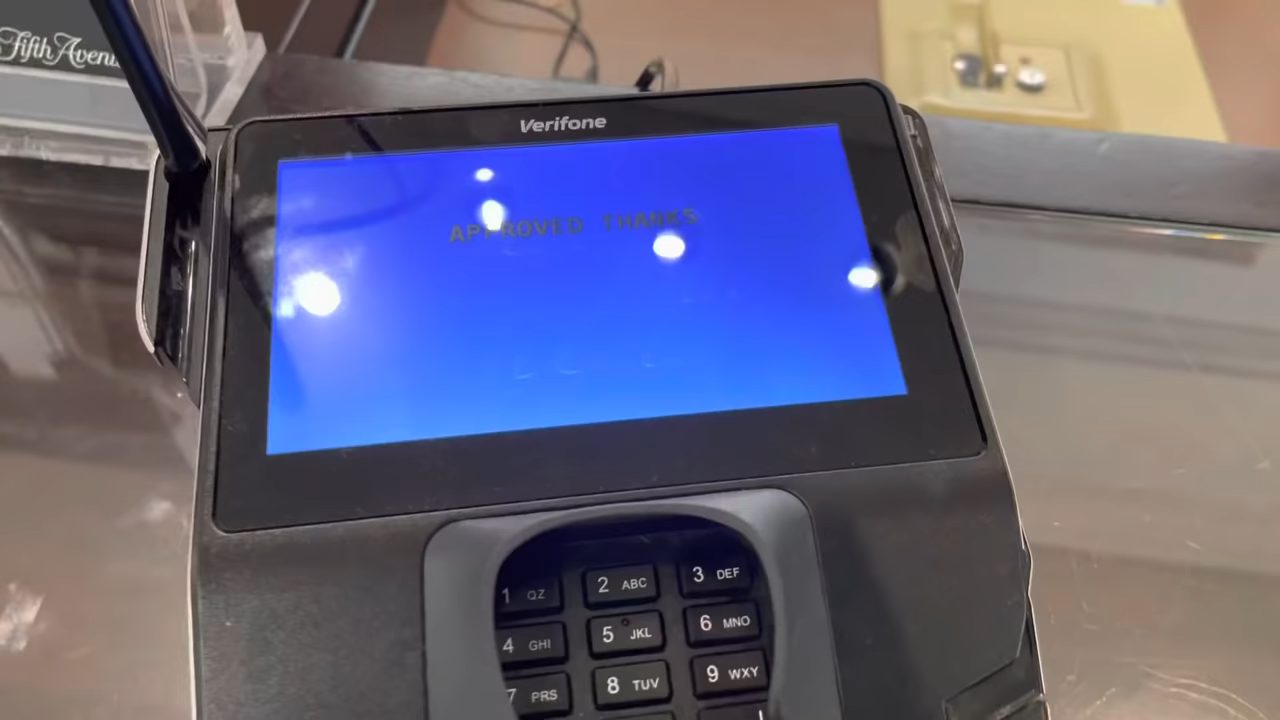 Fifth Avenue
Verifone
APPROVED THANKS
1 QZ
2 ABC
3 DEF
4 GHI
5 JKL
6 MNO
7 PRS
8 TUV
9 WXY